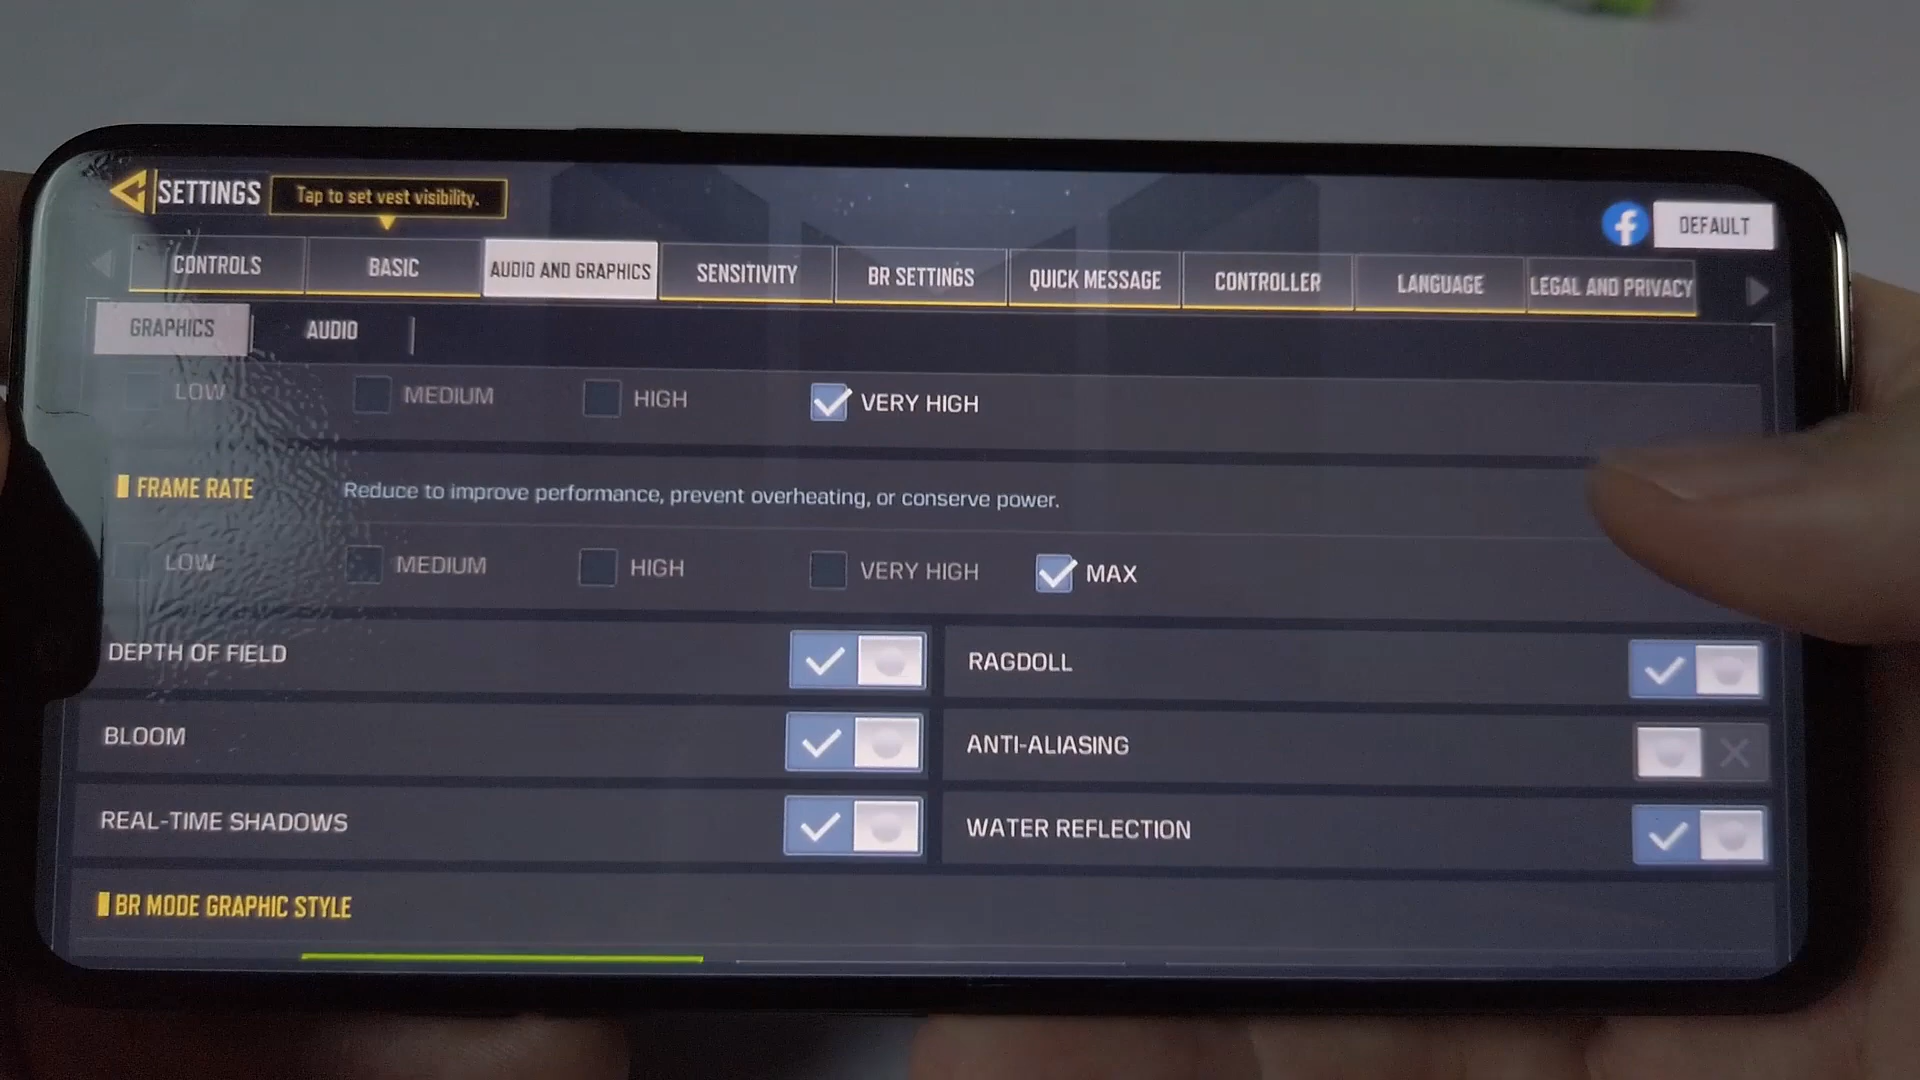 SETTINGS
Tap to set vest visibility.
DEFAULT
CONTROLS BASIC AUDIO AND GRAPHICS SENSITIVITY BR SETTINGS QUICK MESSAGE CONTROLLER LANGUAGE LEGAL AND PRIVACY
GRAPHICS AUDIO
LOW MEDIUM HIGH VERY HIGH
FRAME RATE Reduce to improve performance, prevent overheating, or conserve power.
LOW MEDIUM HIGH VERY HIGH MAX
DEPTH OF FIELD RAGDOLL
BLOOM ANTI-ALIASING
REAL-TIME SHADOWS WATER REFLECTION
BR MODE GRAPHIC STYLE